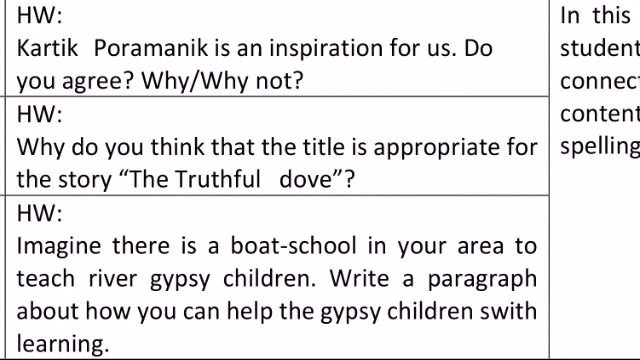 HW:
Kartik Poramanik is an inspiration for us. Do
you agree? Why/Why not?
HW:
Why do you think that the title is appropriate for
the story “The Truthful dove”?
HW:
Imagine there is a boat-school in your area to
teach river gypsy children. Write a paragraph
about how you can help the gypsy children swith
learning.
In this
student
connect
content
spelling